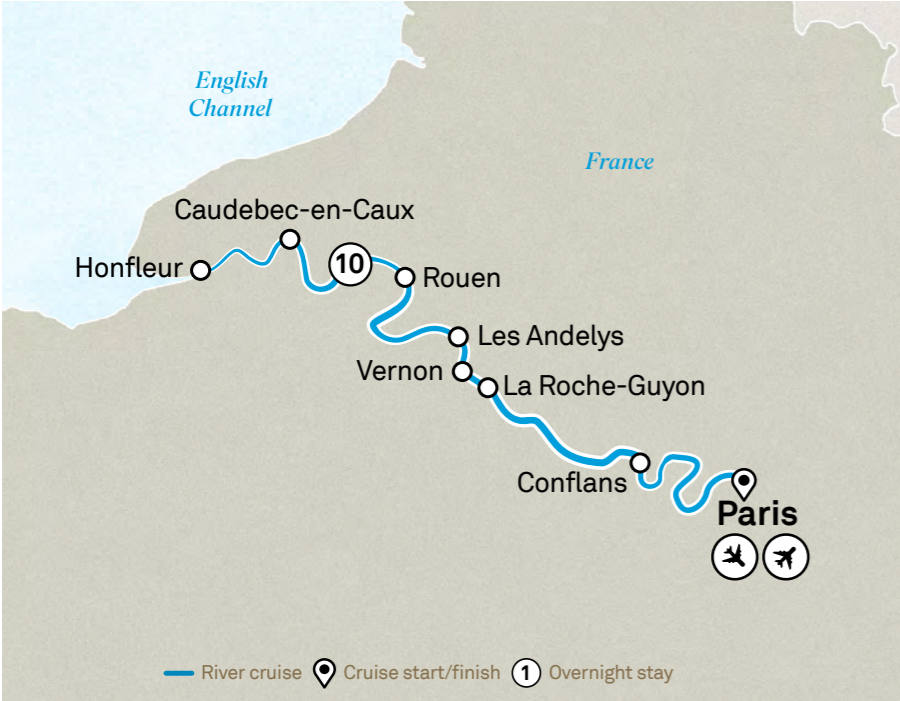 English
Channel
France
Caudebec-en-Caux
Honfleur
10
Rouen
Les Andelys
Vernon
La Roche-Guyon
Conflans
Paris
River cruise
Cruise start/finish
1
Overnight stay